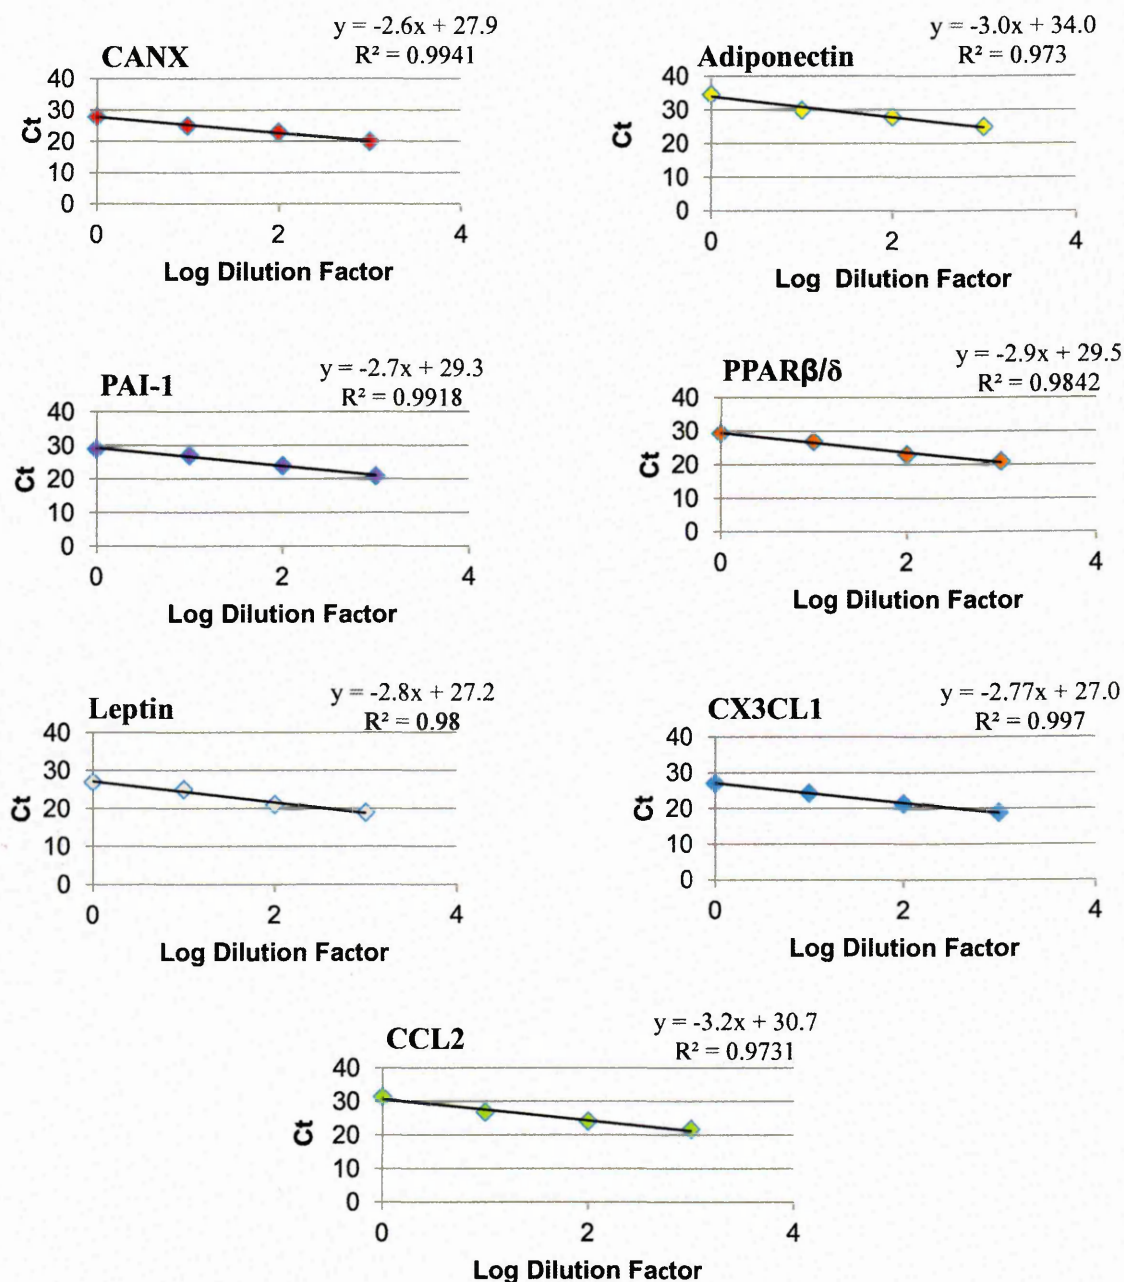 y = -2.6x + 27.9
R² = 0.9941
CANX
40
30
20
10
0
Ct
0
2
4
Log Dilution Factor
y = -3.0x + 34.0
R² = 0.973
Adiponectin
40
30
20
10
0
Ct
0
2
4
Log Dilution Factor
y = -2.7x + 29.3
R² = 0.9918
PAI-1
40
30
20
10
0
Ct
0
2
4
Log Dilution Factor
y = -2.9x + 29.5
R² = 0.9842
PPARβ/δ
40
30
20
10
0
Ct
0
2
4
Log Dilution Factor
y = -2.8x + 27.2
R² = 0.98
Leptin
40
30
20
10
0
Ct
0
2
4
Log Dilution Factor
y = -2.77x + 27.0
R² = 0.997
CX3CL1
40
30
20
10
0
Ct
0
2
4
Log Dilution Factor
y = -3.2x + 30.7
R² = 0.9731
CCL2
40
30
20
10
0
Ct
0
2
4
Log Dilution Factor